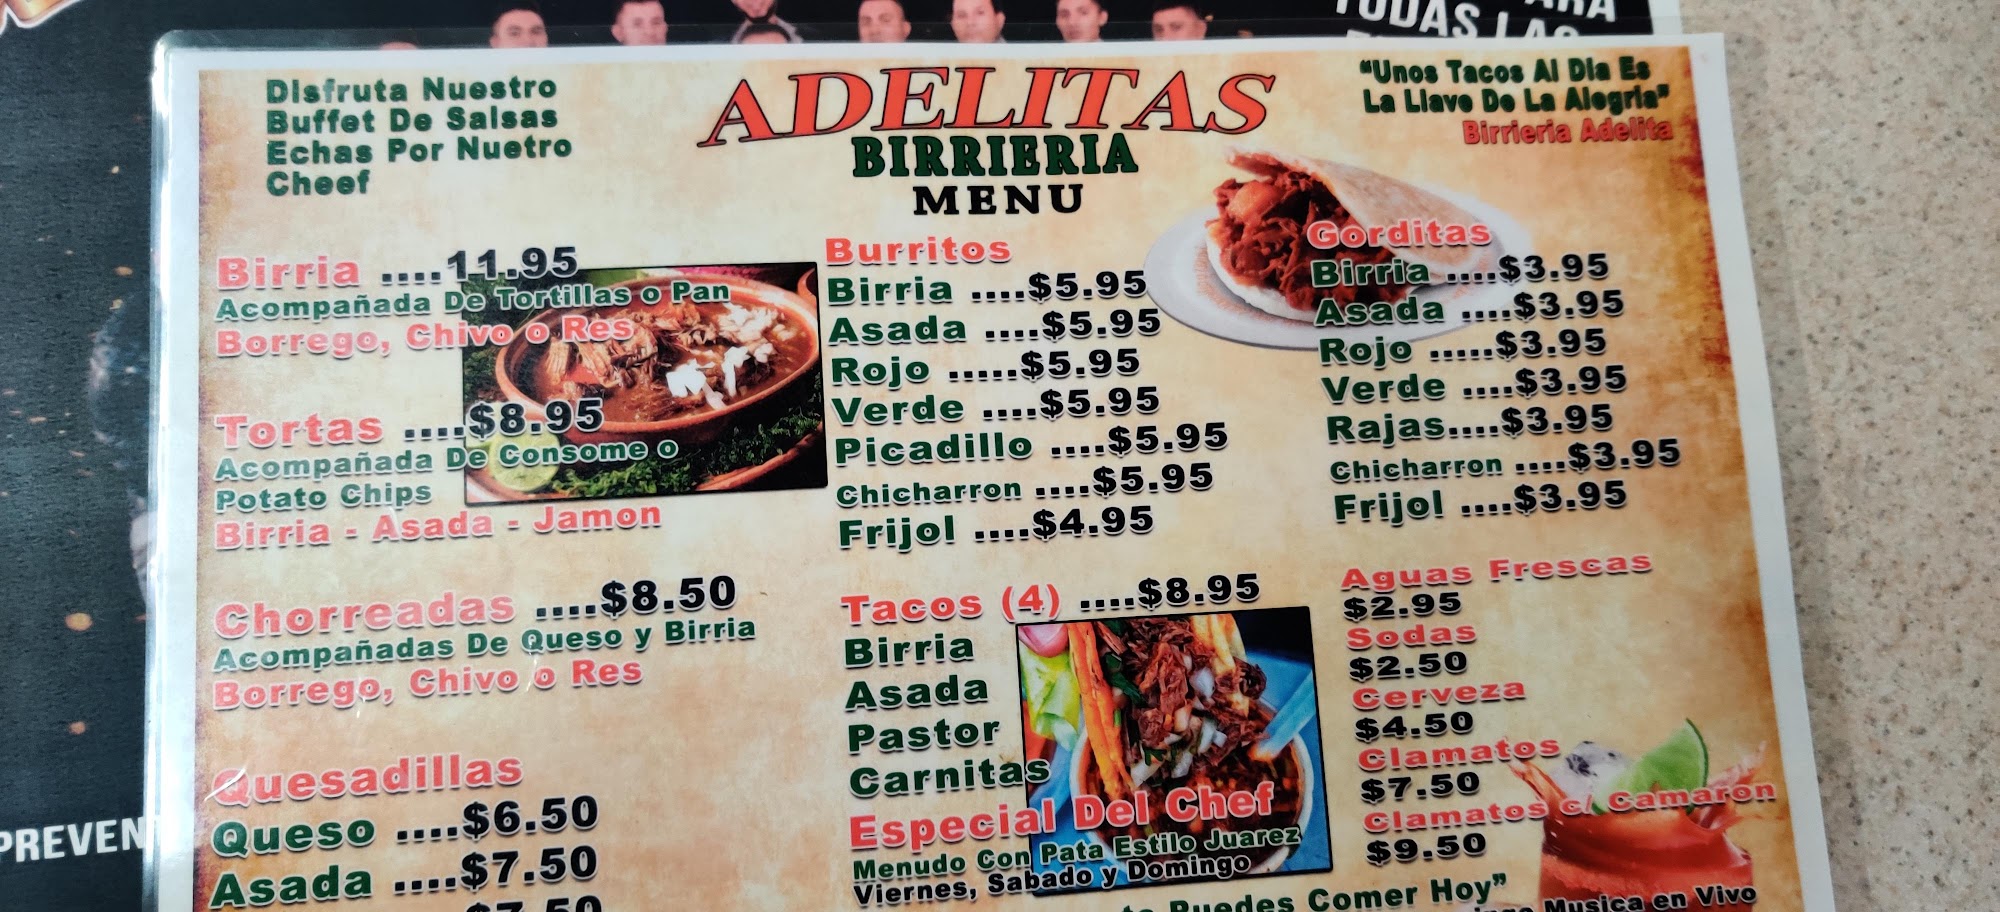 ARA
TODAS LAS
Disfruta Nuestro
Buffet De Salsas
Echas Por Nuetro
Cheef
ADELITAS
BIRRIERIA
MENU
"Unos Tacos Al Dia Es
La Llave De La Alegria"
Birrieria Adelita
Birria ....11.95
Acompañada De Tortillas o Pan
Borrego, Chivo o Res
Tortas ....$8.95
Acompañada De Consome o
Potato Chips
Birria - Asada - Jamon
Chorreadas ....$8.50
Acompañadas De Queso y Birria
Borrego, Chivo o Res
Quesadillas
Queso ....$6.50
Asada ....$7.50
$7.50
Burritos
Birria ....$5.95
Asada ....$5.95
Rojo .....$5.95
Verde ....$5.95
Picadillo ....$5.95
Chicharron ....$5.95
Frijol ....$4.95
Tacos (4) ....$8.95
Birria
Asada
Pastor
Carnitas
Especial Del Chef
Menudo Con Pata Estilo Juarez
Viernes, Sabado y Domingo
Gorditas
Birria ....$3.95
Asada ....$3.95
Rojo .....$3.95
Verde ....$3.95
Rajas....$3.95
Chicharron ....$3.95
Frijol ....$3.95
Aguas Frescas
$2.95
Sodas
$2.50
Cerveza
$4.50
Clamatos
$7.50
Clamatos c/ Camarón
$9.50
Puedes Comer Hoy"
Musica en Vivo
PREVEN